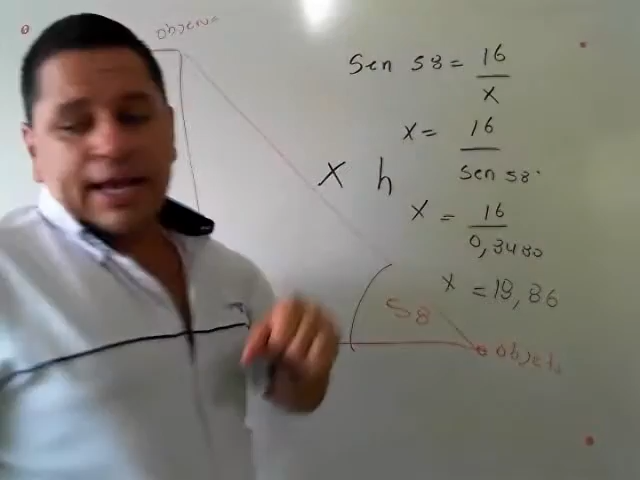 Sen 58 = 16
x
x = 16
Sen 58.
x h
x = 16
0,8480
x = 18,86
58
objeto